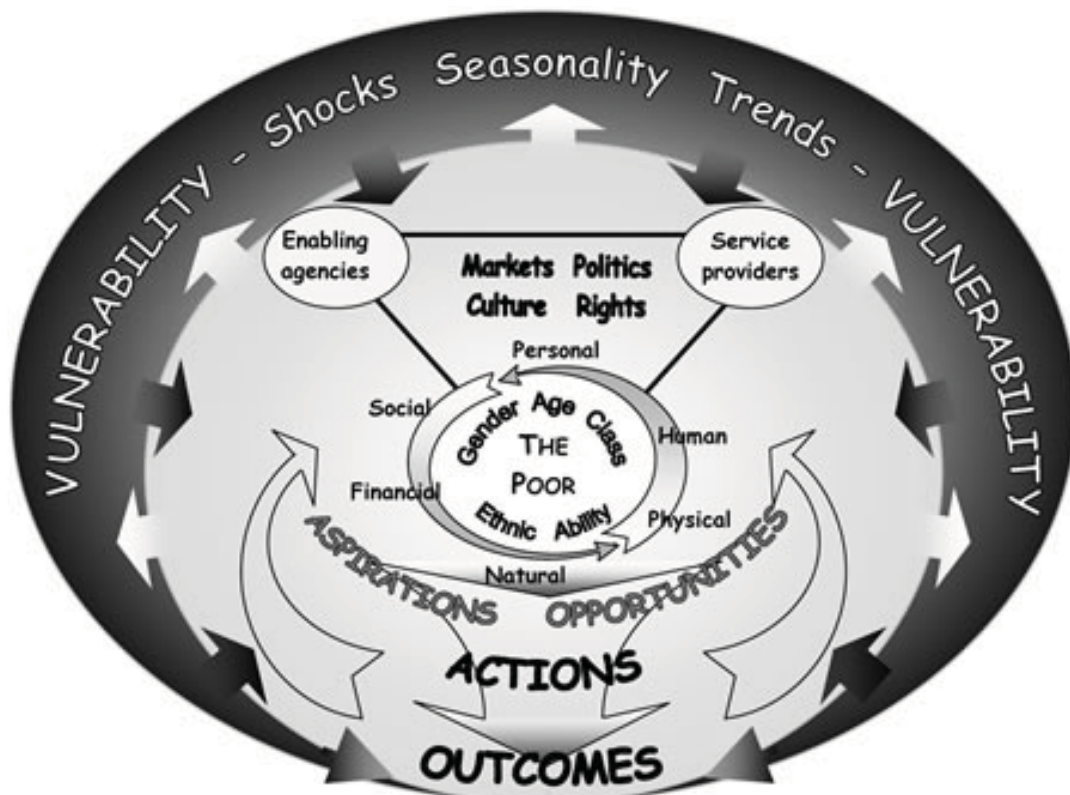 VULNERABILITY - Shocks Seasonality Trends - VULNERABILITY
Enabling
agencies
Service
providers
Markets Politics
Culture Rights
Personal
Social
Human
Financial
Physical
Natural
Gender Age Class
THE
POOR
Ethnic Ability
ASPIRATIONS
OPPORTUNITIES
ACTIONS
OUTCOMES